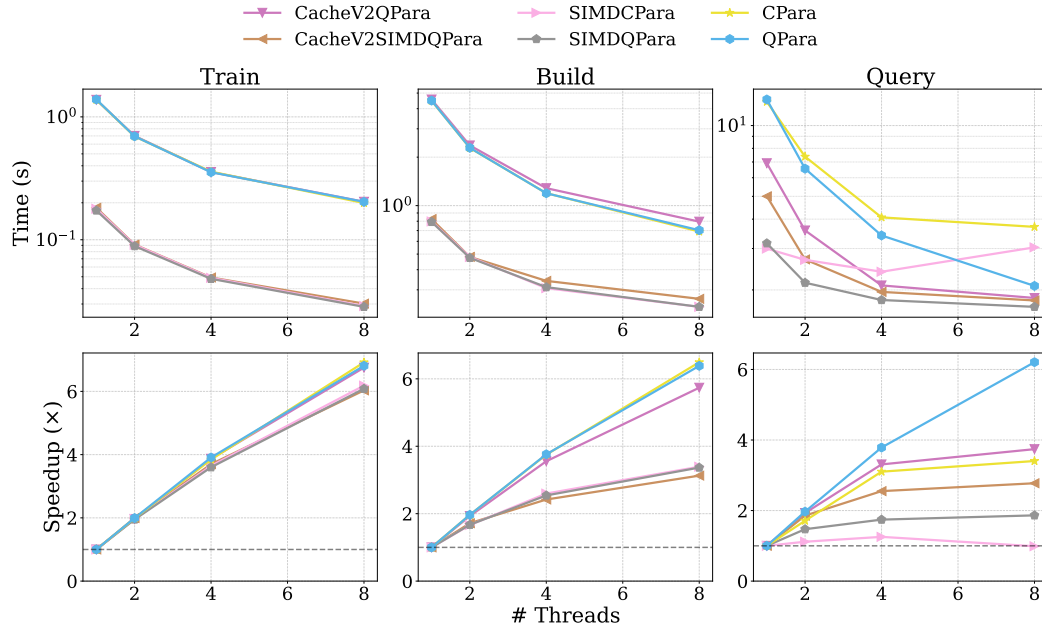 CacheV2QPara SIMDCPara CPara
CacheV2SIMDQPara SIMDQPara QPara
Train Build Query
Time (s)
10⁰
10⁻¹
2 4 6 8
10⁰
2 4 6 8
10¹
2 4 6 8
Speedup (×)
6
4
2
0
2 4 6 8
6
4
2
0
2 4 6 8
6
4
2
0
2 4 6 8
# Threads